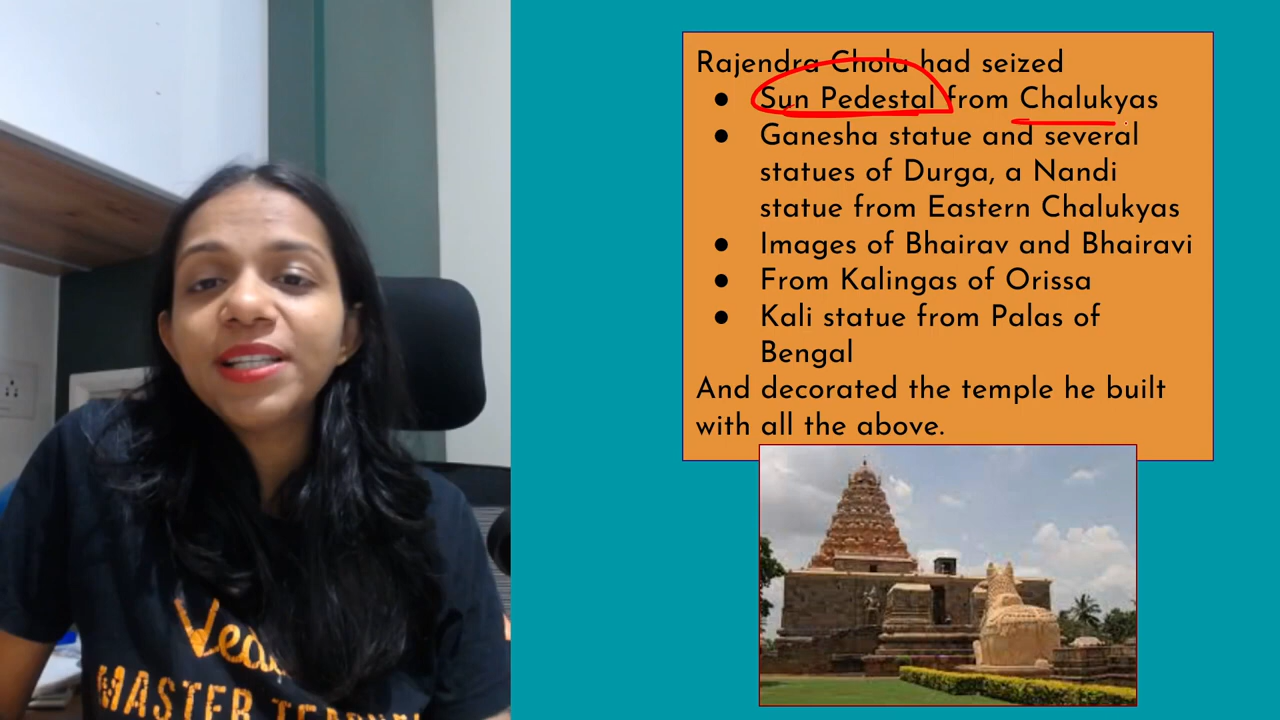 Rajendra Chola had seized
● Sun Pedestal from Chalukyas
● Ganesha statue and several
statues of Durga, a Nandi
statue from Eastern Chalukyas
● Images of Bhairav and Bhairavi
● From Kalingas of Orissa
● Kali statue from Palas of
Bengal
And decorated the temple he built
with all the above.
MASTER